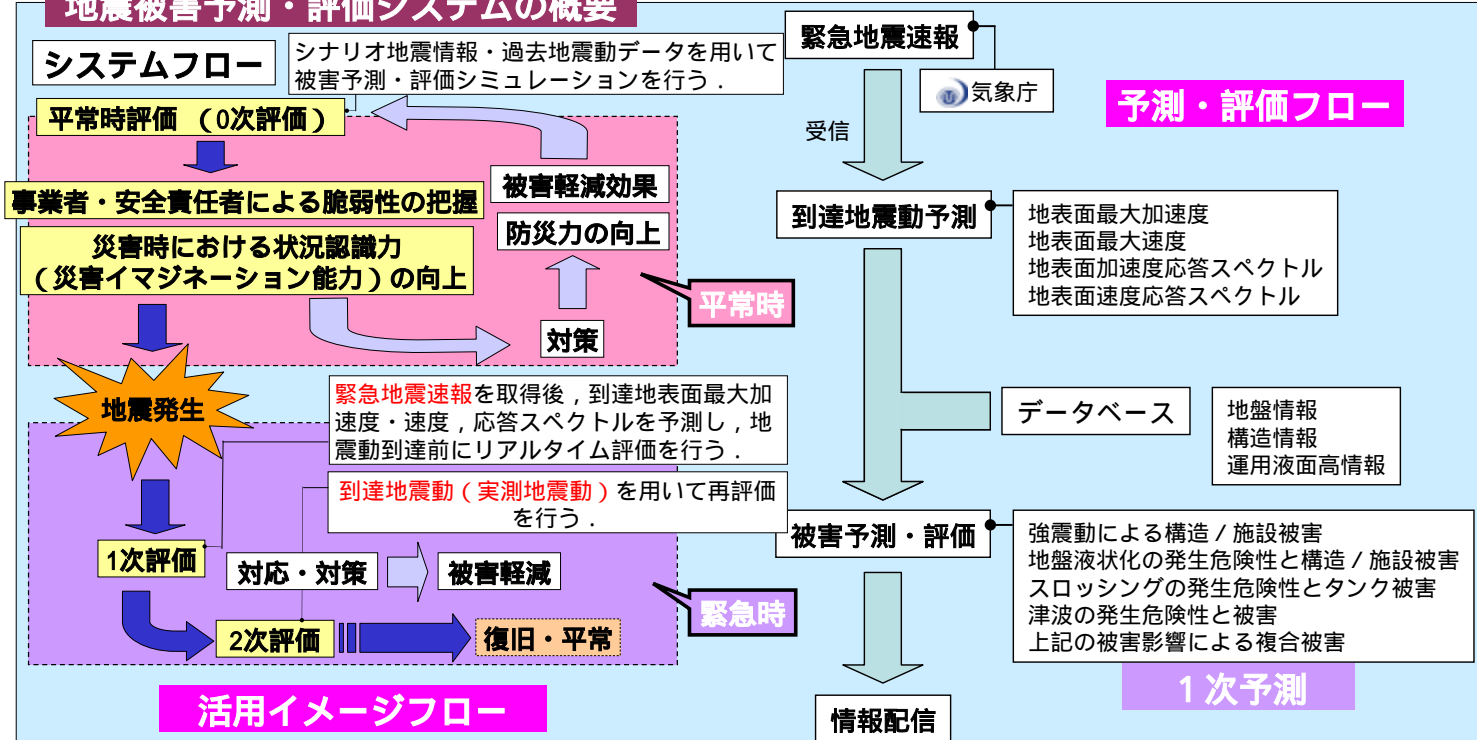 地震被害予測・評価システムの概要
システムフロー
シナリオ地震情報・過去地震動データを用いて
被害予測・評価シミュレーションを行う．
平常時評価 （0次評価）
事業者・安全責任者による脆弱性の把握
災害時における状況認識力
（災害イマジネーション能力）の向上
被害軽減効果
防災力の向上
対策
平常時
地震発生
緊急地震速報を取得後，到達地表面最大加
速度・速度，応答スペクトルを予測し，地
震動到達前にリアルタイム評価を行う．
到達地震動（実測地震動）を用いて再評価
を行う．
1次評価
対応・対策
被害軽減
2次評価
復旧・平常
緊急時
活用イメージフロー
緊急地震速報
気象庁
予測・評価フロー
受信
到達地震動予測
地表面最大加速度
地表面最大速度
地表面加速度応答スペクトル
地表面速度応答スペクトル
データベース
地盤情報
構造情報
運用液面高情報
被害予測・評価
強震動による構造／施設被害
地盤液状化の発生危険性と構造／施設被害
スロッシングの発生危険性とタンク被害
津波の発生危険性と被害
上記の被害影響による複合被害
１次予測
情報配信